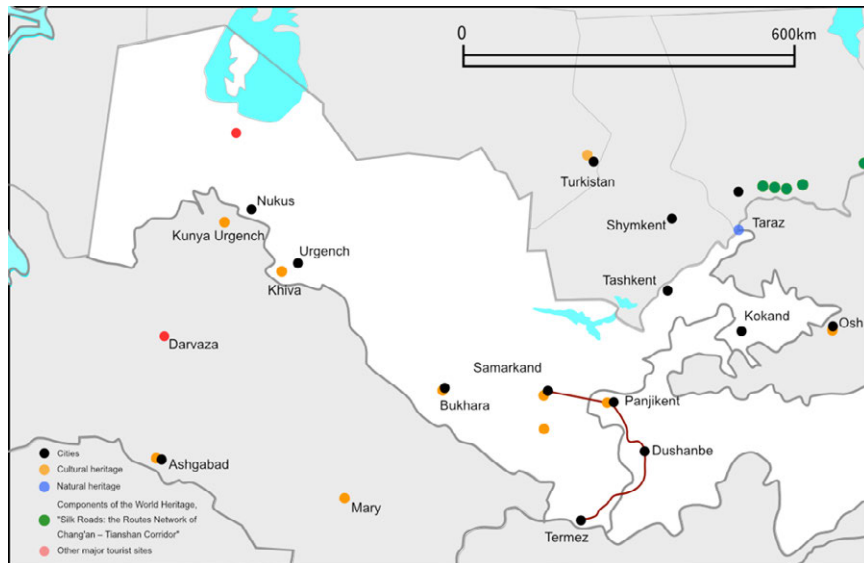 0
600km
Turkistan
Nukus
Kunya Urgench
Shymkent
Taraz
Urgench
Khiva
Tashkent
Kokand
Osh
Darvaza
Samarkand
Bukhara
Panjikent
Dushanbe
Ashgabad
Mary
Termez
Cities
Cultural heritage
Natural heritage
Components of the World Heritage,
"Silk Roads: the Routes Network of
Chang'an – Tianshan Corridor"
Other major tourist sites